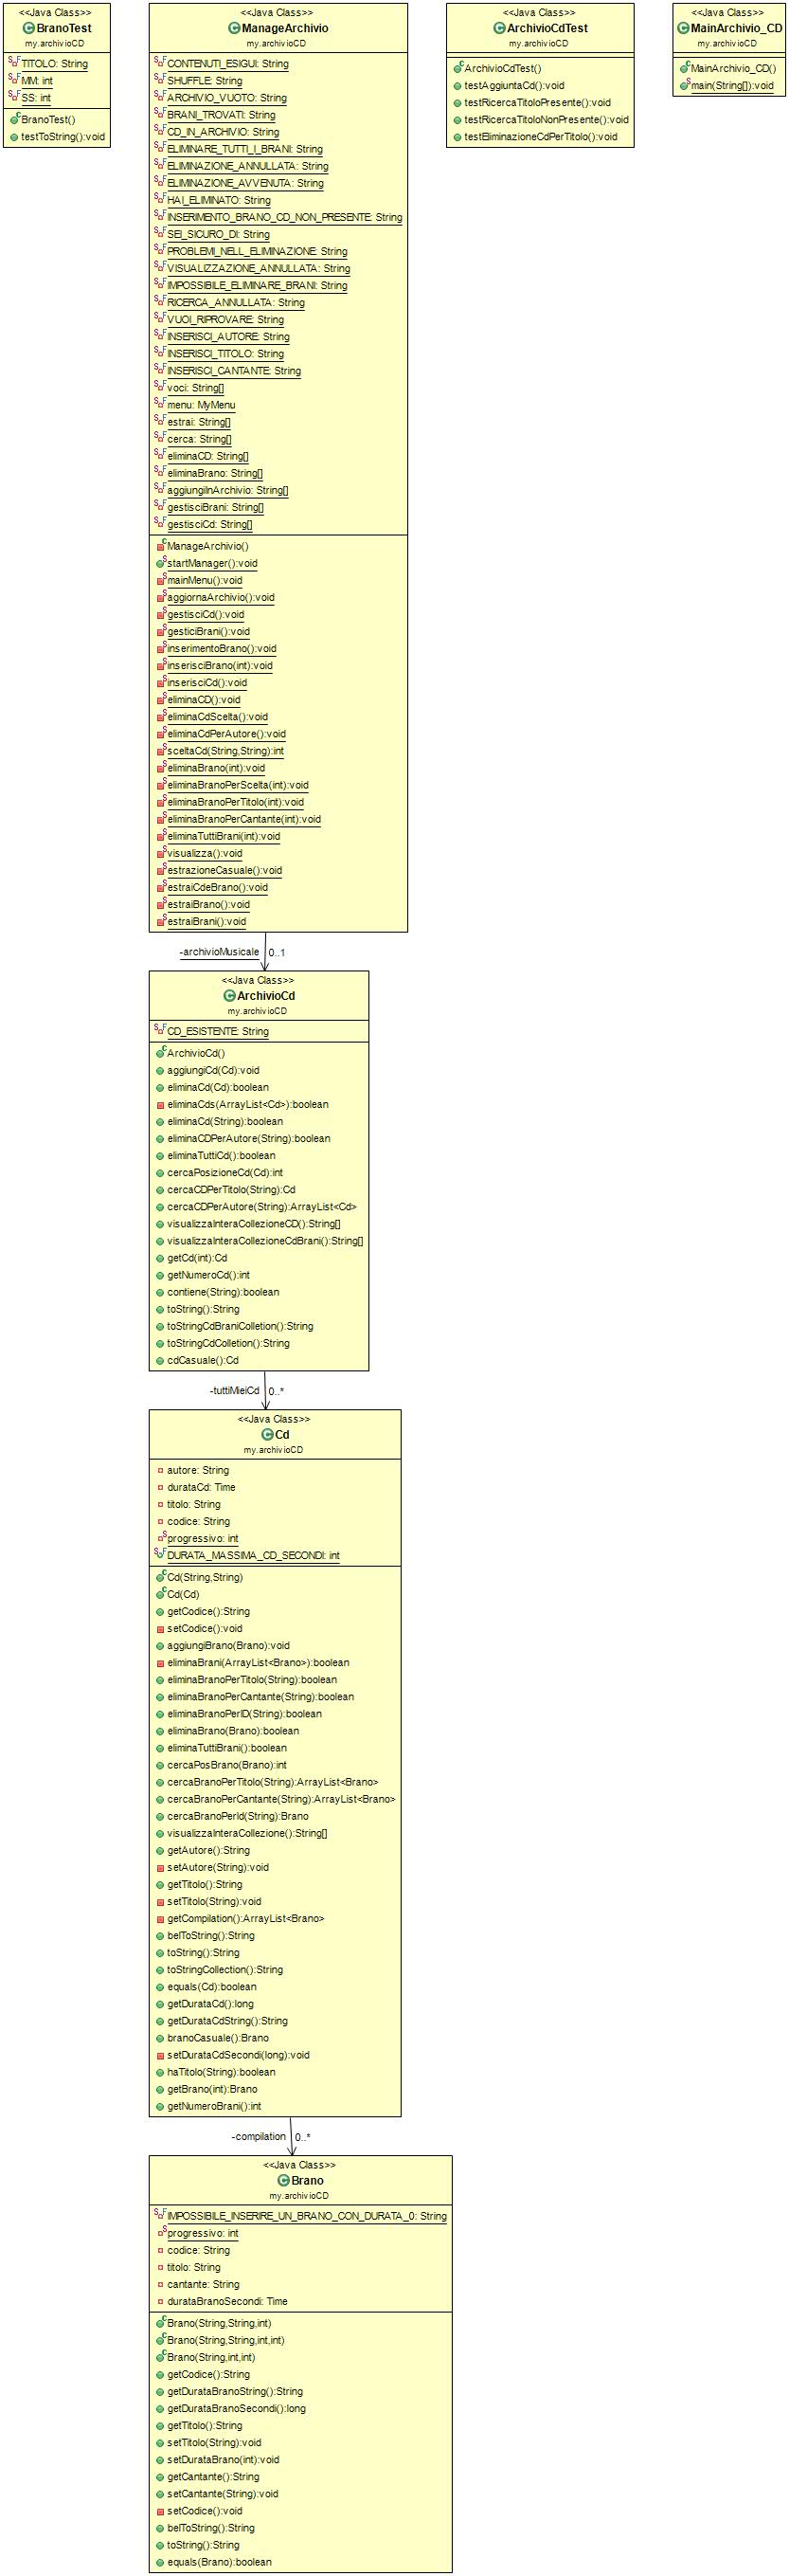 <<Java Class>>
BranoTest
my.archivioCD
TITOLO: String
MM: int
SS: int
BranoTest()
testToString():void
<<Java Class>>
ManageArchivio
my.archivioCD
CONTENUTI_ESIGUI: String
SHUFFLE: String
ARCHIVIO_VUOTO: String
BRANI_TROVATI: String
CD_IN_ARCHIVIO: String
ELIMINARE_TUTTI_I_BRANI: String
ELIMINAZIONE_ANNULLATA: String
ELIMINAZIONE_AVVENUTA: String
HAI_ELIMINATO: String
INSERIMENTO_BRANO_CD_NON_PRESENTE: String
SEI_SICURO_DI: String
PROBLEMI_NELL_ELIMINAZIONE: String
VISUALIZZAZIONE_ANNULLATA: String
IMPOSSIBILE_ELIMINARE_BRANI: String
RICERCA_ANNULLATA: String
VUOI_RIPROVARE: String
INSERISCI_AUTORE: String
INSERISCI_TITOLO: String
INSERISCI_CANTANTE: String
voci: String[]
menu: MyMenu
estrai: String[]
cerca: String[]
eliminaCD: String[]
eliminaBrano: String[]
aggiungiInArchivio: String[]
gestisciBrani: String[]
gestisciCd: String[]
ManageArchivio()
startManager():void
mainMenu():void
aggiornaArchivio():void
gestisciCd():void
gesticiBrani():void
inserimentoBrano():void
inserisciBrano(int):void
inserisciCd():void
eliminaCD():void
eliminaCdScelta():void
eliminaCdPerAutore():void
sceltaCd(String,String):int
eliminaBrano(int):void
eliminaBranoPerScelta(int):void
eliminaBranoPerTitolo(int):void
eliminaBranoPerCantante(int):void
eliminaTuttiBrani(int):void
visualizza():void
estrazioneCasuale():void
estraiCdeBrano():void
estraiBrano():void
estraiBrani():void
<<Java Class>>
ArchivioCdTest
my.archivioCD
ArchivioCdTest()
testAggiuntaCd():void
testRicercaTitoloPresente():void
testRicercaTitoloNonPresente():void
testEliminazioneCdPerTitolo():void
<<Java Class>>
MainArchivio_CD
my.archivioCD
MainArchivio_CD()
main(String[]):void
-archivioMusicale 0..1
<<Java Class>>
ArchivioCd
my.archivioCD
CD_ESISTENTE: String
ArchivioCd()
aggiungiCd(Cd):void
eliminaCd(Cd):boolean
eliminaCds(ArrayList<Cd>):boolean
eliminaCd(String):boolean
eliminaCDPerAutore(String):boolean
eliminaTuttiCd():boolean
cercaPosizioneCd(Cd):int
cercaCDPerTitolo(String):Cd
cercaCDPerAutore(String):ArrayList<Cd>
visualizzaInteraCollezioneCD():String[]
visualizzaInteraCollezioneCdBrani():String[]
getCd(int):Cd
getNumeroCd():int
contiene(String):boolean
toString():String
toStringCdBraniColletion():String
toStringCdColletion():String
cdCasuale():Cd
-tuttiMieiCd 0..*
<<Java Class>>
Cd
my.archivioCD
autore: String
durataCd: Time
titolo: String
codice: String
progressivo: int
DURATA_MASSIMA_CD_SECONDI: int
Cd(String,String)
Cd(Cd)
getCodice():String
setCodice():void
aggiungiBrano(Brano):void
eliminaBrani(ArrayList<Brano>):boolean
eliminaBranoPerTitolo(String):boolean
eliminaBranoPerCantante(String):boolean
eliminaBranoPerID(String):boolean
eliminaBrano(Brano):boolean
eliminaTuttiBrani():boolean
cercaPosBrano(Brano):int
cercaBranoPerTitolo(String):ArrayList<Brano>
cercaBranoPerCantante(String):ArrayList<Brano>
cercaBranoPerId(String):Brano
visualizzaInteraCollezione():String[]
getAutore():String
setAutore(String):void
getTitolo():String
setTitolo(String):void
getCompilation():ArrayList<Brano>
belToString():String
toString():String
toStringCollection():String
equals(Cd):boolean
getDurataCd():long
getDurataCdString():String
branoCasuale():Brano
setDurataCdSecondi(long):void
haTitolo(String):boolean
getBrano(int):Brano
getNumeroBrani():int
-compilation 0..*
<<Java Class>>
Brano
my.archivioCD
IMPOSSIBILE_INSERIRE_UN_BRANO_CON_DURATA_0: String
progressivo: int
codice: String
titolo: String
cantante: String
durataBranoSecondi: Time
Brano(String,String,int)
Brano(String,String,int,int)
Brano(String,int,int)
getCodice():String
getDurataBranoString():String
getDurataBranoSecondi():long
getTitolo():String
setTitolo(String):void
setDurataBrano(int):void
getCantante():String
setCantante(String):void
setCodice():void
belToString():String
toString():String
equals(Brano):boolean